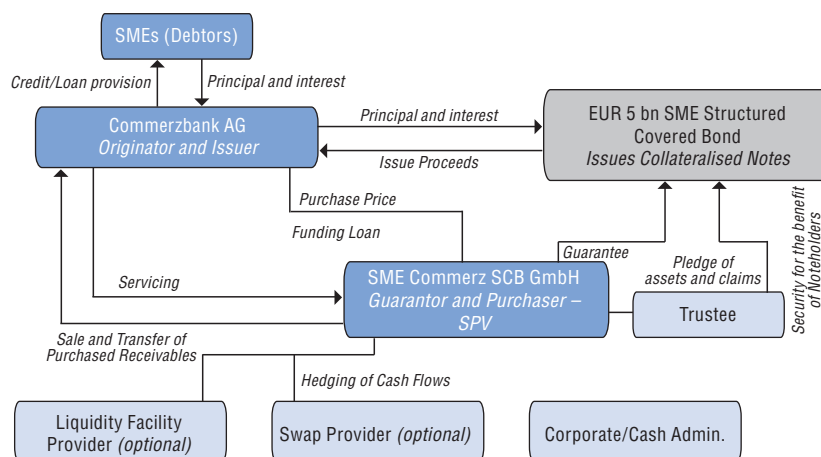 SMEs (Debtors)
Credit/Loan provision
Principal and interest
Commerzbank AG
Originator and Issuer
Principal and interest
Issue Proceeds
EUR 5 bn SME Structured
Covered Bond
Issues Collateralised Notes
Purchase Price
Funding Loan
Servicing
Guarantee
Pledge of
assets and claims
Security for the benefit
of Noteholders
SME Commerz SCB GmbH
Guarantor and Purchaser –
SPV
Trustee
Sale and Transfer of
Purchased Receivables
Hedging of Cash Flows
Liquidity Facility
Provider (optional)
Swap Provider (optional)
Corporate/Cash Admin.